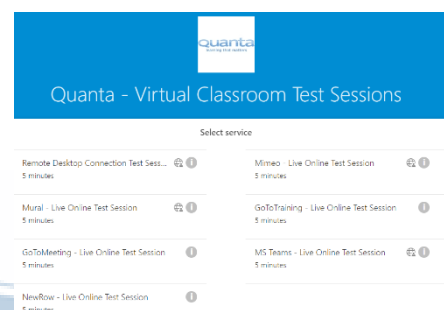 quanta
Quanta - Virtual Classroom Test Sessions
Select service
Remote Desktop Connection Test Sess...
5 minutes
Mimeo - Live Online Test Session
5 minutes
Mural - Live Online Test Session
5 minutes
GoToTraining - Live Online Test Session
5 minutes
GoToMeeting - Live Online Test Session
5 minutes
MS Teams - Live Online Test Session
5 minutes
NewRow - Live Online Test Session
5 minutes